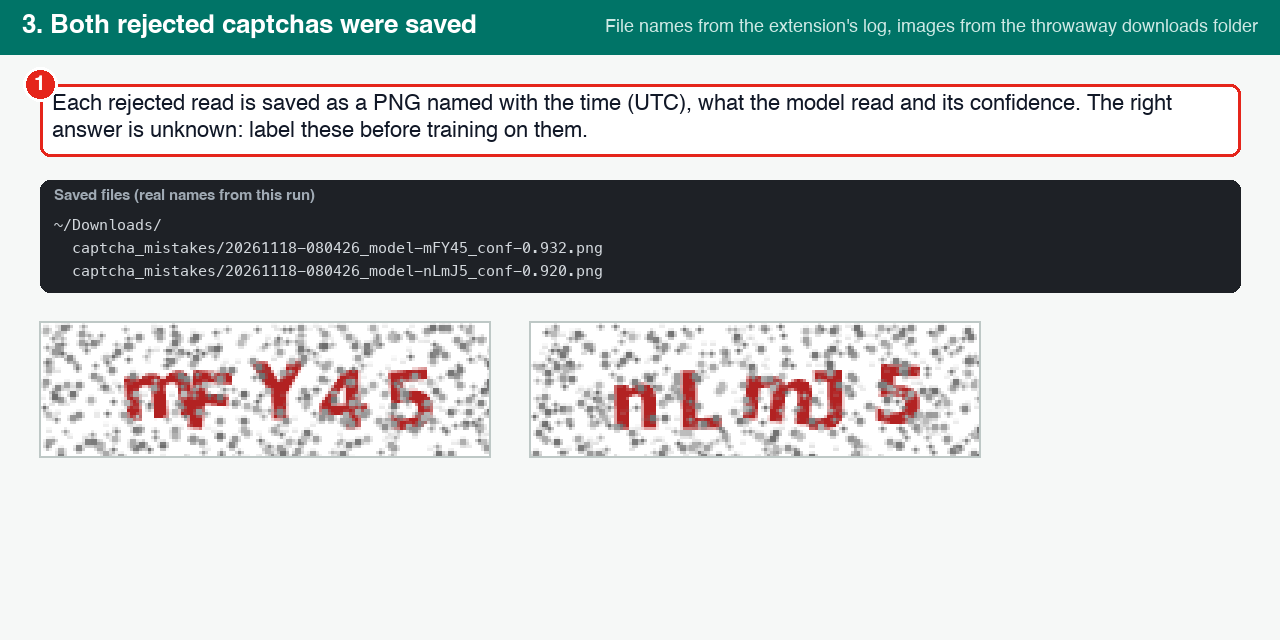 3. Both rejected captchas were saved
File names from the extension's log, images from the throwaway downloads folder
1
Each rejected read is saved as a PNG named with the time (UTC), what the model read and its confidence. The right
answer is unknown: label these before training on them.
Saved files (real names from this run)
~/Downloads/
captcha_mistakes/20261118-080426_model-mFY45_conf-0.932.png
captcha_mistakes/20261118-080426_model-nLmJ5_conf-0.920.png
mFY45
nLmJ5